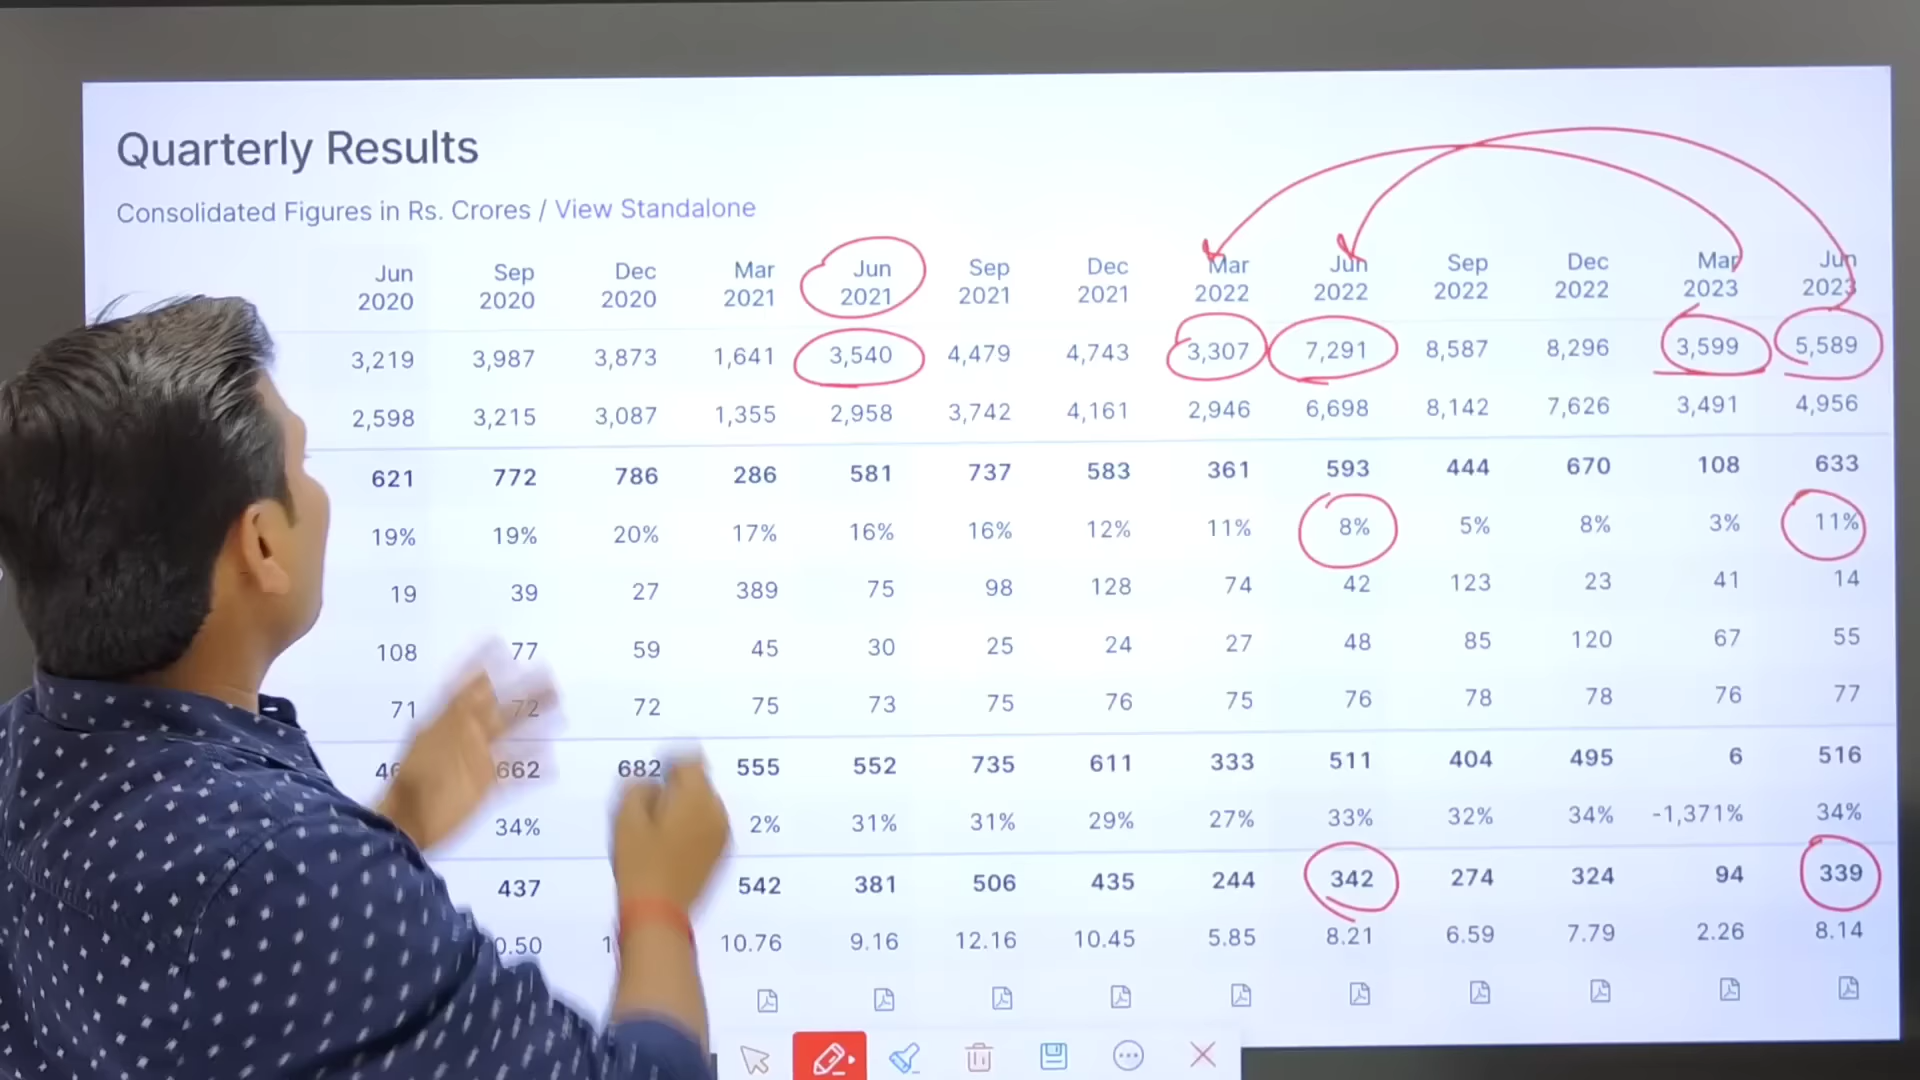 Quarterly Results
Consolidated Figures in Rs. Crores / View Standalone
Jun 2020 Sep 2020 Dec 2020 Mar 2021 Jun 2021 Sep 2021 Dec 2021 Mar 2022 Jun 2022 Sep 2022 Dec 2022 Mar 2023 Jun 2023
3,219 3,987 3,873 1,641 3,540 4,479 4,743 3,307 7,291 8,587 8,296 3,599 5,589
2,598 3,215 3,087 1,355 2,958 3,742 4,161 2,946 6,698 8,142 7,626 3,491 4,956
621 772 786 286 581 737 583 361 593 444 670 108 633
19% 19% 20% 17% 16% 16% 12% 11% 8% 5% 8% 3% 11%
19 39 27 389 75 98 128 74 42 123 23 41 14
108 77 59 45 30 25 24 27 48 85 120 67 55
71 72 72 75 73 75 76 75 76 78 78 76 77
662 682 555 552 735 611 333 511 404 495 6 516
34% 2% 31% 31% 29% 27% 33% 32% 34% -1,371% 34%
437 542 381 506 435 244 342 274 324 94 339
10.76 9.16 12.16 10.45 5.85 8.21 6.59 7.79 2.26 8.14